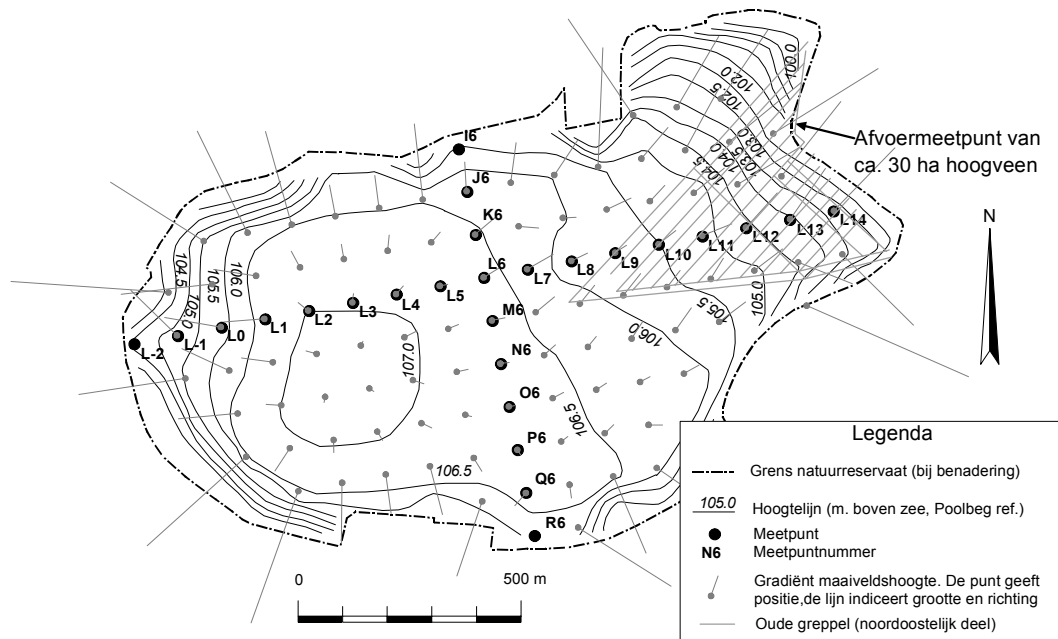 I6
J6
K6
L6
L7
L8
L9
L10
L11
L12
L13
L14
L5
L4
L3
L2
L1
L0
L-1
L-2
M6
N6
O6
P6
Q6
R6
100.0
102.0
102.5
103.0
103.5
104.0
104.5
105.0
105.5
106.0
106.5
107.0
106.5
104.5
105.0
106.5
106.0
Afvoermeetpunt van
ca. 30 ha hoogveen
N
0
500 m
Legenda
Grens natuurreservaat (bij benadering)
105.0 Hoogtelijn (m. boven zee, Poolbeg ref.)
Meetpunt
N6 Meetpuntnummer
Gradiënt maaiveldshoogte. De punt geeft
positie,de lijn indiceert grootte en richting
Oude greppel (noordoostelijk deel)